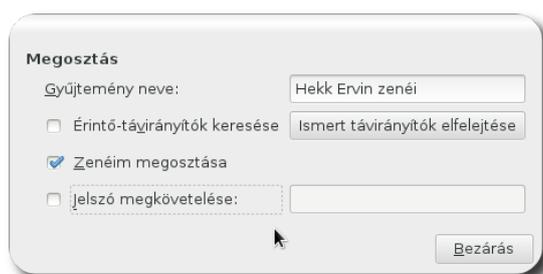 Megosztás
Gyűjtemény neve: Hekk Ervin zenéi
Érintő-távirányítók keresése Ismert távirányítók elfelejtése
Zenéim megosztása
Jelszó megkövetelése:
Bezárás